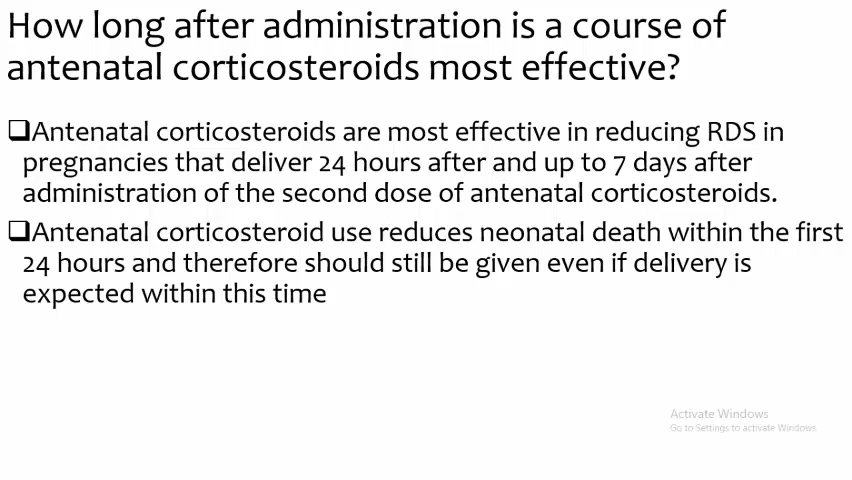 How long after administration is a course of
antenatal corticosteroids most effective?
❑Antenatal corticosteroids are most effective in reducing RDS in
pregnancies that deliver 24 hours after and up to 7 days after
administration of the second dose of antenatal corticosteroids.
❑Antenatal corticosteroid use reduces neonatal death within the first
24 hours and therefore should still be given even if delivery is
expected within this time
Activate Windows
Go to Settings to activate Windows.